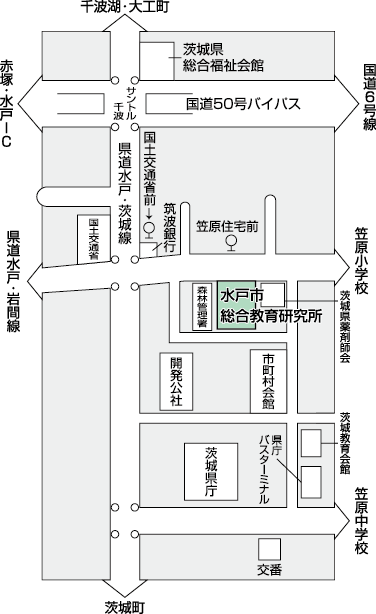 千波湖・大工町
茨城県
総合福祉会館
赤塚・水戸IC
国道6号線
サントル
千波
国道50号バイパス
県道水戸・茨城線
国土交通省前
筑波銀行
笠原住宅前
国土交通省
県道水戸・岩間線
笠原小学校
森林管理署
水戸市
総合教育研究所
茨城県薬剤師会
開発公社
市町村会館
茨城県庁
県庁
バスターミナル
茨城教育会館
笠原中学校
交番
茨城町